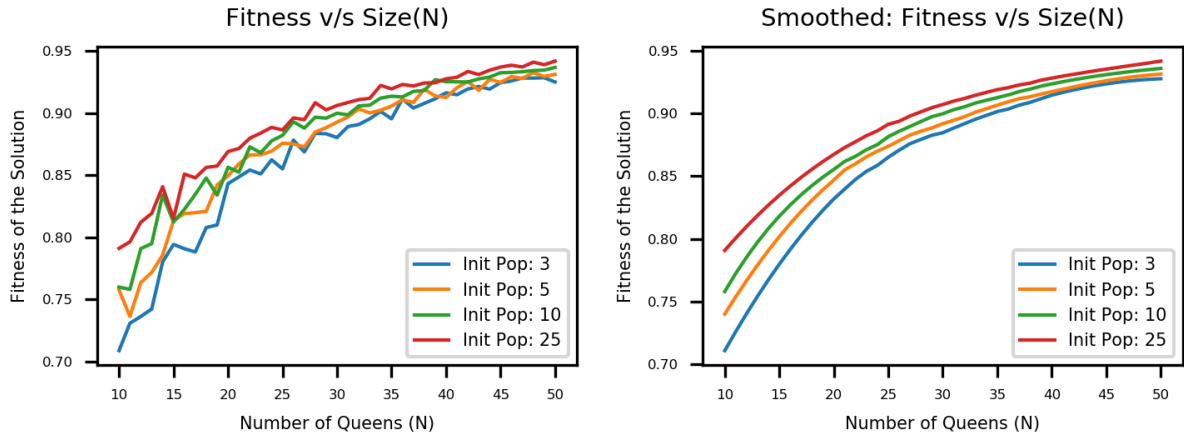 Fitness v/s Size(N)
0.95
0.90
0.85
0.80
0.75
0.70
Fitness of the Solution
10 15 20 25 30 35 40 45 50
Number of Queens (N)
Init Pop: 3
Init Pop: 5
Init Pop: 10
Init Pop: 25
Smoothed: Fitness v/s Size(N)
0.95
0.90
0.85
0.80
0.75
0.70
Fitness of the Solution
10 15 20 25 30 35 40 45 50
Number of Queens (N)
Init Pop: 3
Init Pop: 5
Init Pop: 10
Init Pop: 25